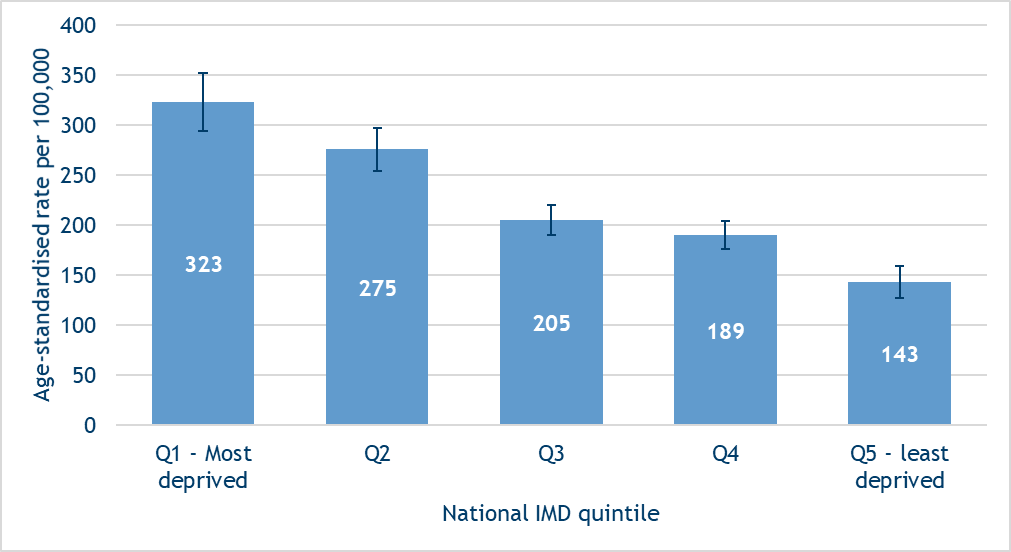 400
350
300
250
200
150
100
50
0
Age-standardised rate per 100,000
323
275
205
189
143
Q1 - Most
deprived
Q2
Q3
Q4
Q5 - least
deprived
National IMD quintile